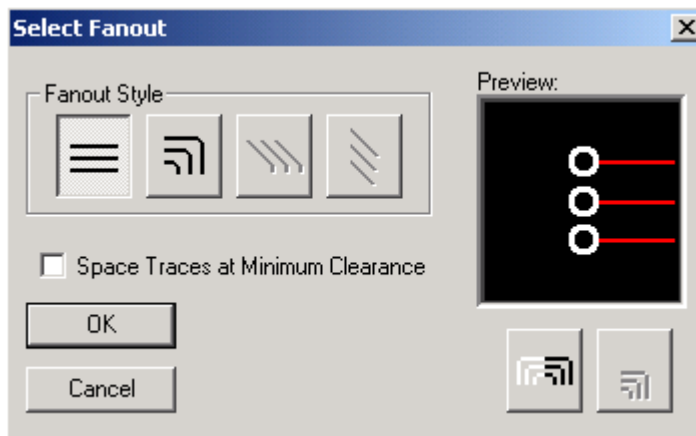 Select Fanout
Fanout Style
Preview:
Space Traces at Minimum Clearance
OK
Cancel